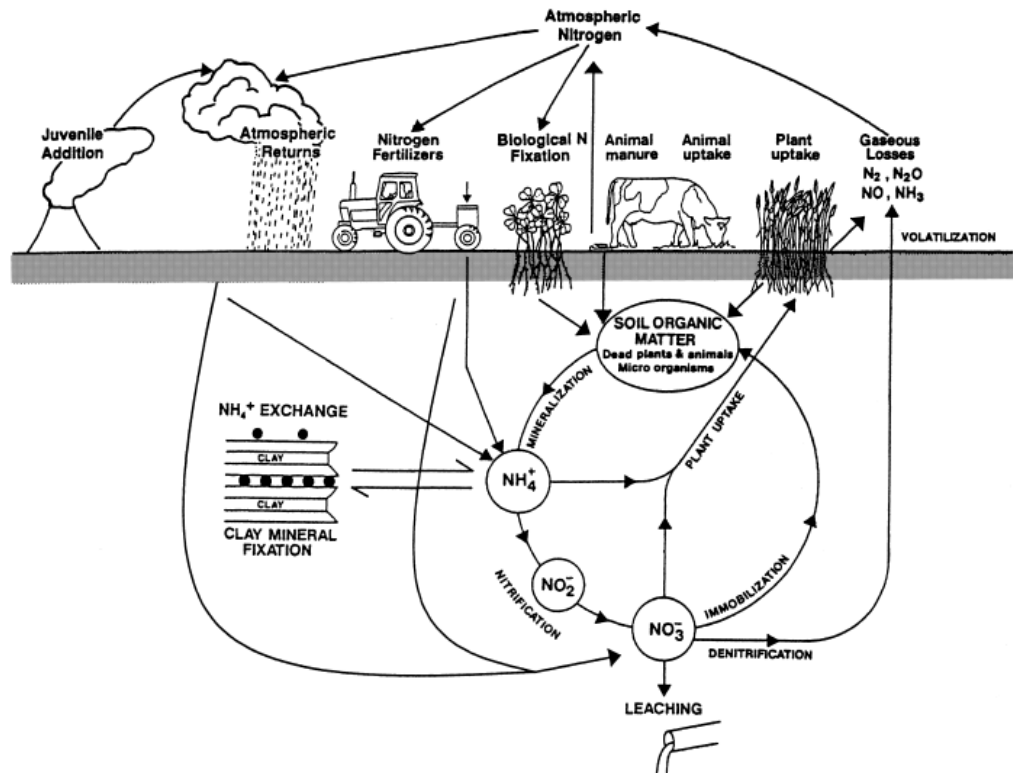 Atmospheric
Nitrogen
Juvenile
Addition
Atmospheric
Returns
Nitrogen
Fertilizers
Biological N
Fixation
Animal
manure
Animal
uptake
Plant
uptake
Gaseous
Losses
N₂ , N₂O
NO , NH₃
VOLATILIZATION
SOIL ORGANIC
MATTER
Dead plants & animals
Micro organisms
MINERALIZATION
PLANT UPTAKE
NH₄⁺ EXCHANGE
CLAY
CLAY
CLAY MINERAL
FIXATION
NH₄⁺
NITRIFICATION
NO₂⁻
NO₃⁻
IMMOBILIZATION
DENITRIFICATION
LEACHING